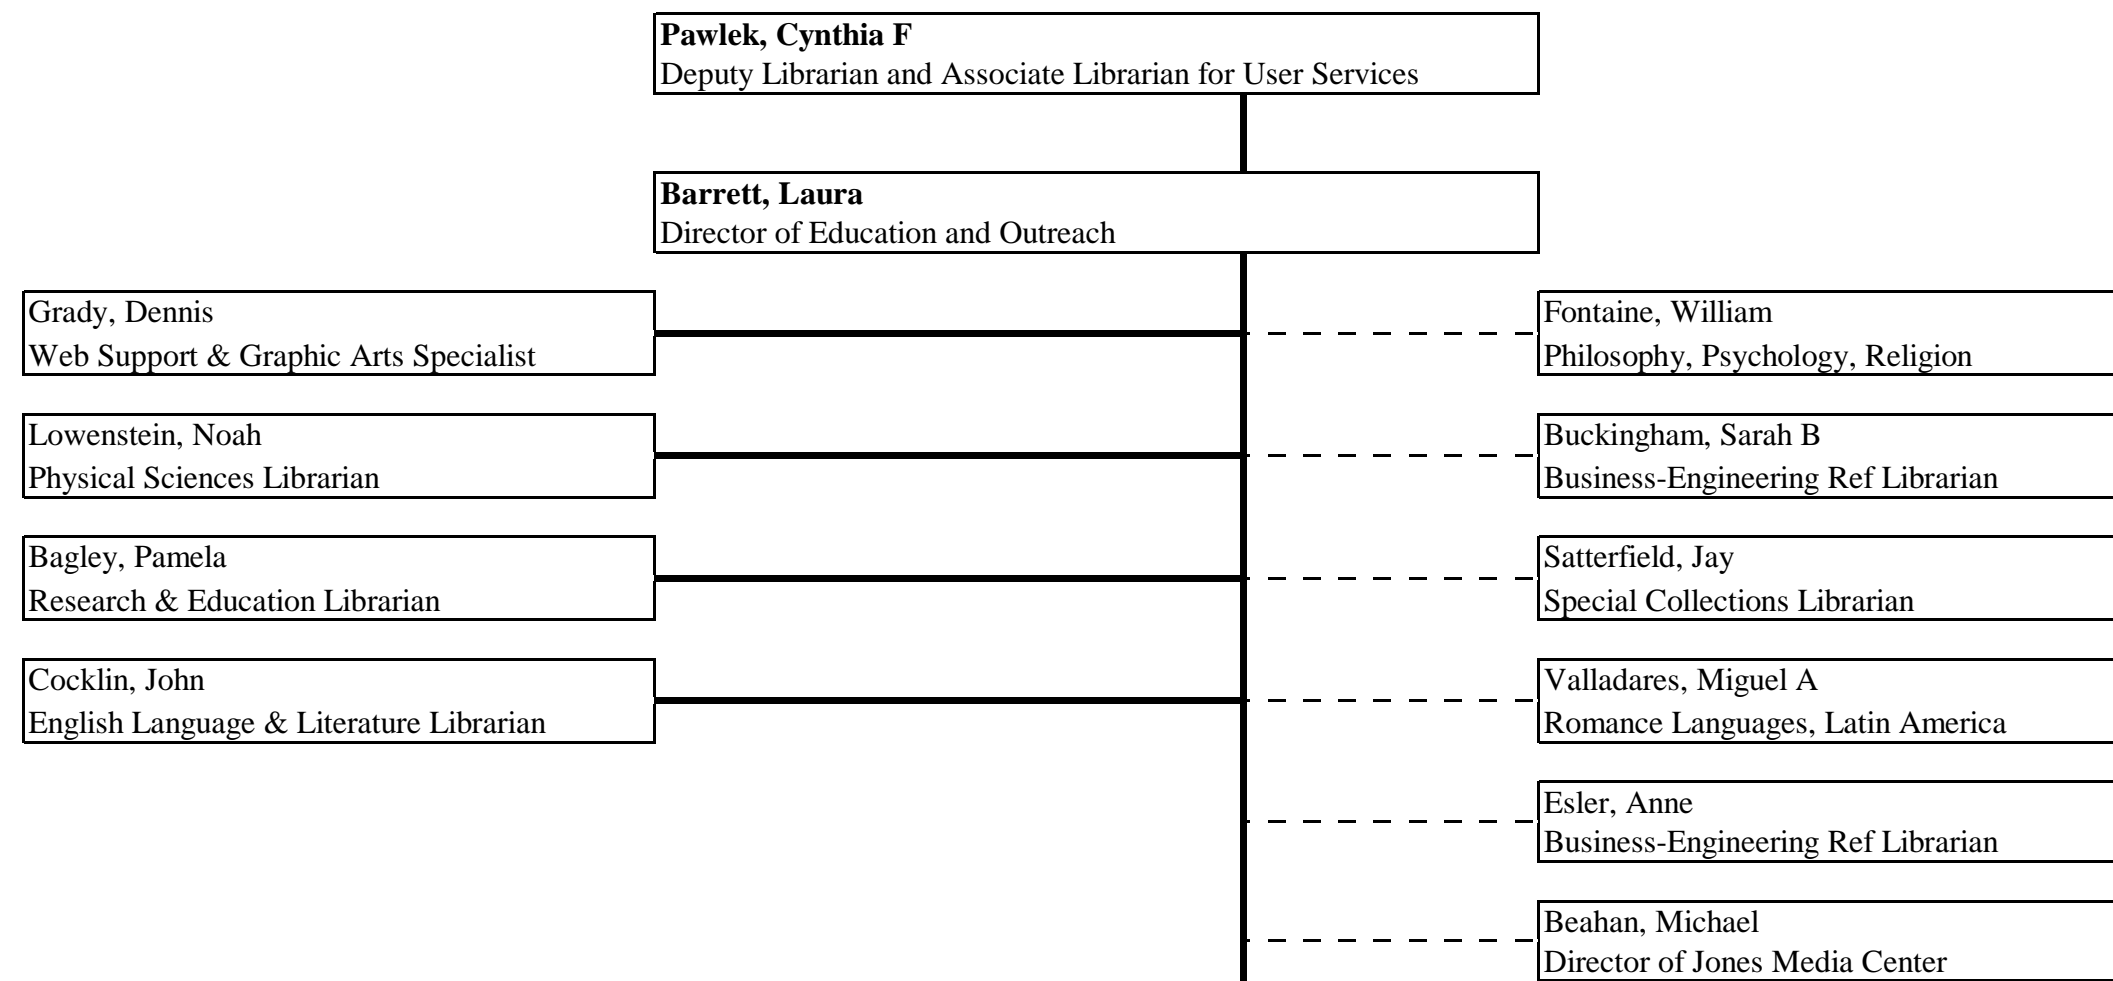 Pawlek, Cynthia F
Deputy Librarian and Associate Librarian for User Services
Barrett, Laura
Director of Education and Outreach
Grady, Dennis
Web Support & Graphic Arts Specialist
Fontaine, William
Philosophy, Psychology, Religion
Lowenstein, Noah
Physical Sciences Librarian
Buckingham, Sarah B
Business-Engineering Ref Librarian
Bagley, Pamela
Research & Education Librarian
Satterfield, Jay
Special Collections Librarian
Cocklin, John
English Language & Literature Librarian
Valladares, Miguel A
Romance Languages, Latin America
Esler, Anne
Business-Engineering Ref Librarian
Beahan, Michael
Director of Jones Media Center